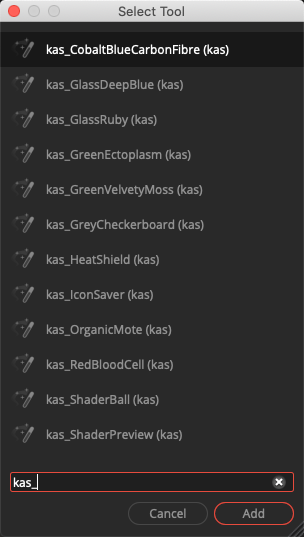 Select Tool
kas_CobaltBlueCarbonFibre (kas)
kas_GlassDeepBlue (kas)
kas_GlassRuby (kas)
kas_GreenEctoplasm (kas)
kas_GreenVelvetyMoss (kas)
kas_GreyCheckerboard (kas)
kas_HeatShield (kas)
kas_IconSaver (kas)
kas_OrganicMote (kas)
kas_RedBloodCell (kas)
kas_ShaderBall (kas)
kas_ShaderPreview (kas)
kas_
Cancel Add